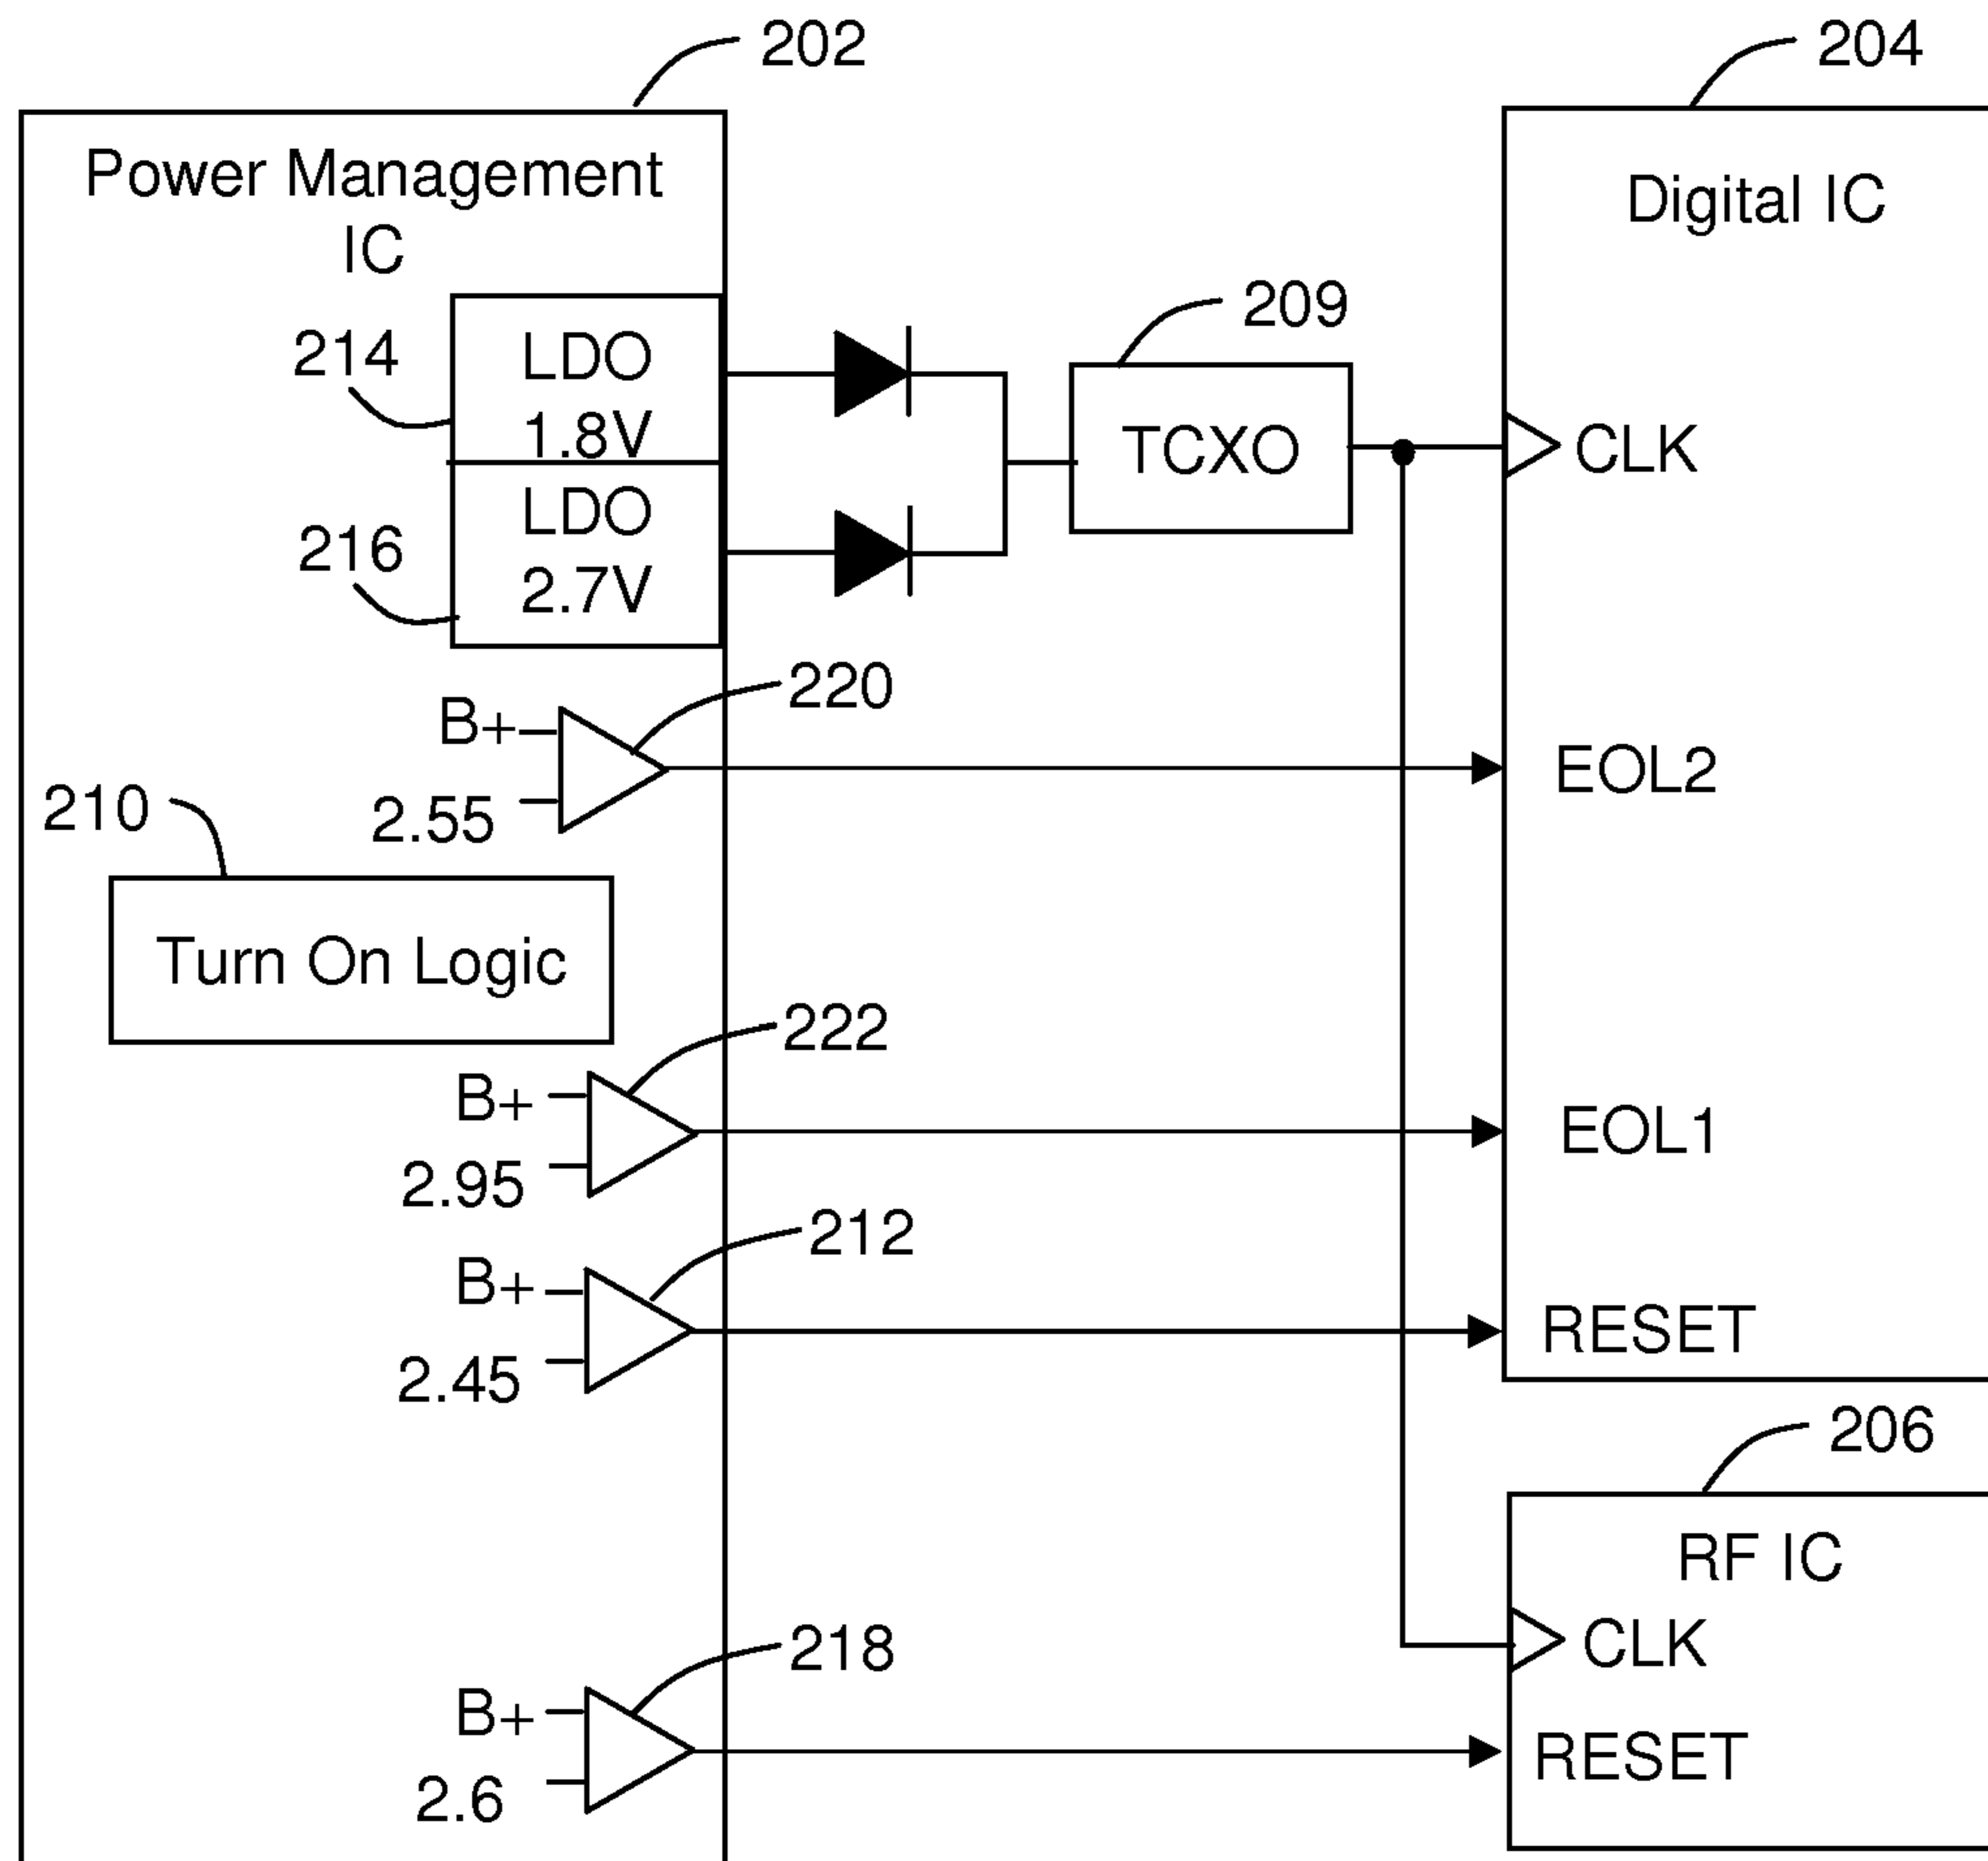 202
204
Power Management
IC
Digital IC
214
LDO
1.8V
209
TCXO
CLK
216
LDO
2.7V
220
B+
2.55
EOL2
210
Turn On Logic
222
B+
2.95
EOL1
212
B+
2.45
RESET
206
RF IC
CLK
218
B+
2.6
RESET